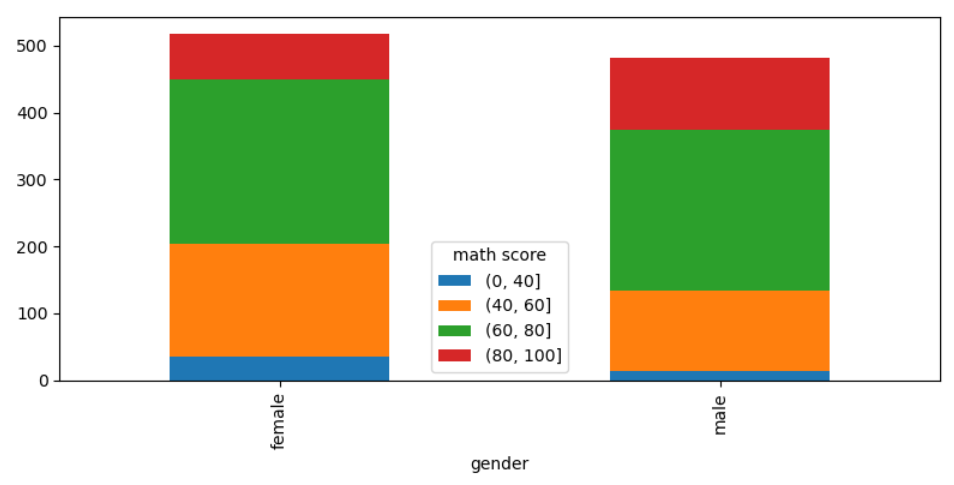 500
400
300
200
100
0
math score
(0, 40]
(40, 60]
(60, 80]
(80, 100]
female
male
gender